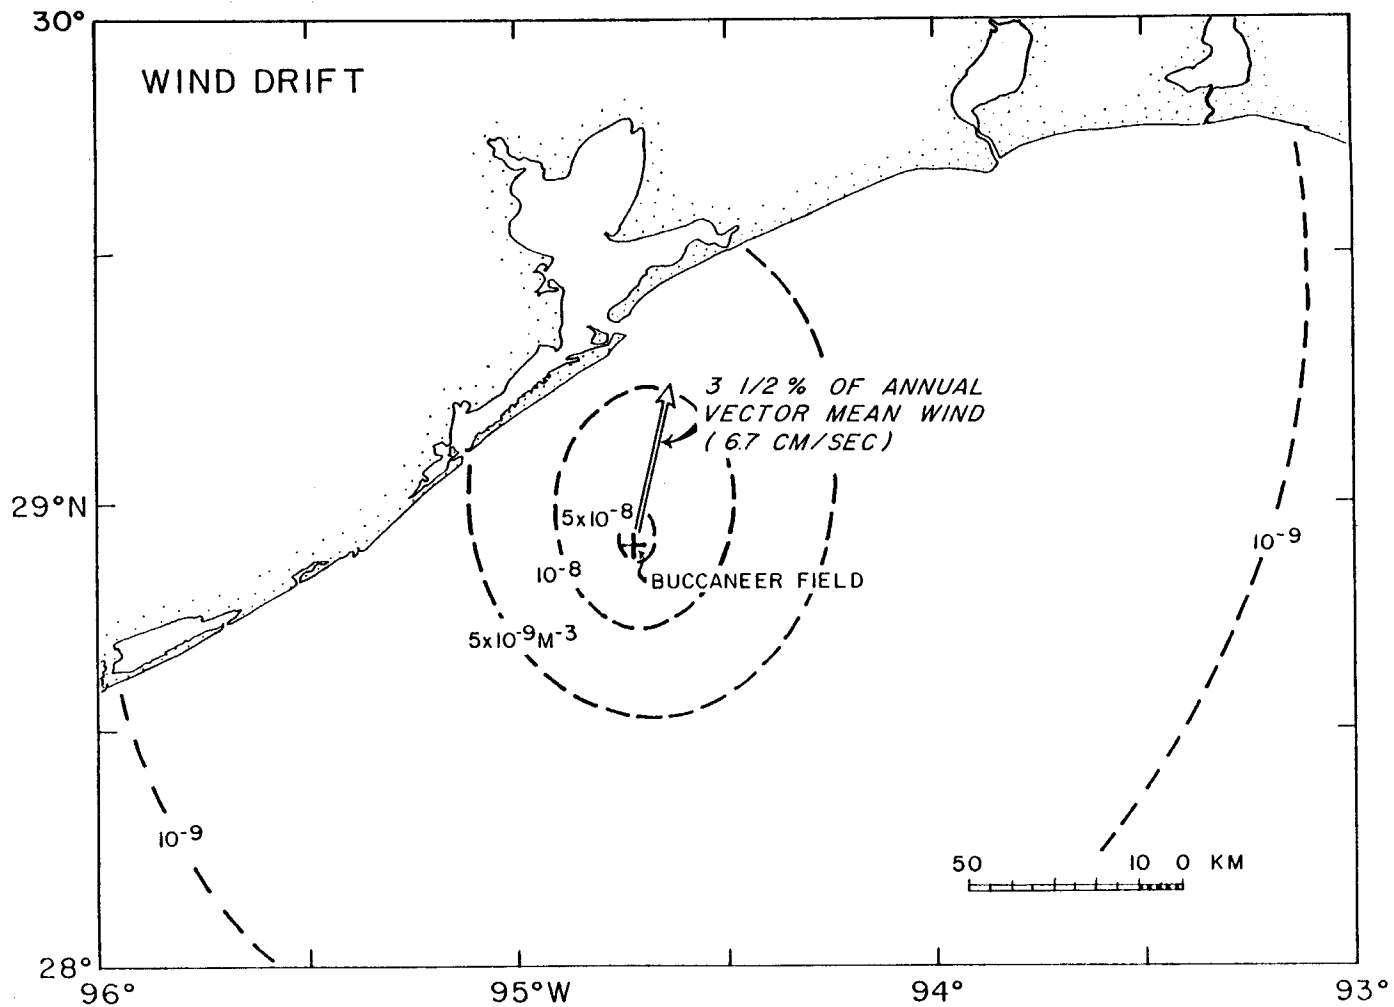 30°
WIND DRIFT
3 1/2 % OF ANNUAL
VECTOR MEAN WIND
( 6.7 CM/SEC )
29°N
5x10⁻⁸
10⁻⁸
BUCCANEER FIELD
10⁻⁹
5x10⁻⁹M⁻³
10⁻⁹
50 10 0 KM
28°
96° 95°W 94° 93°